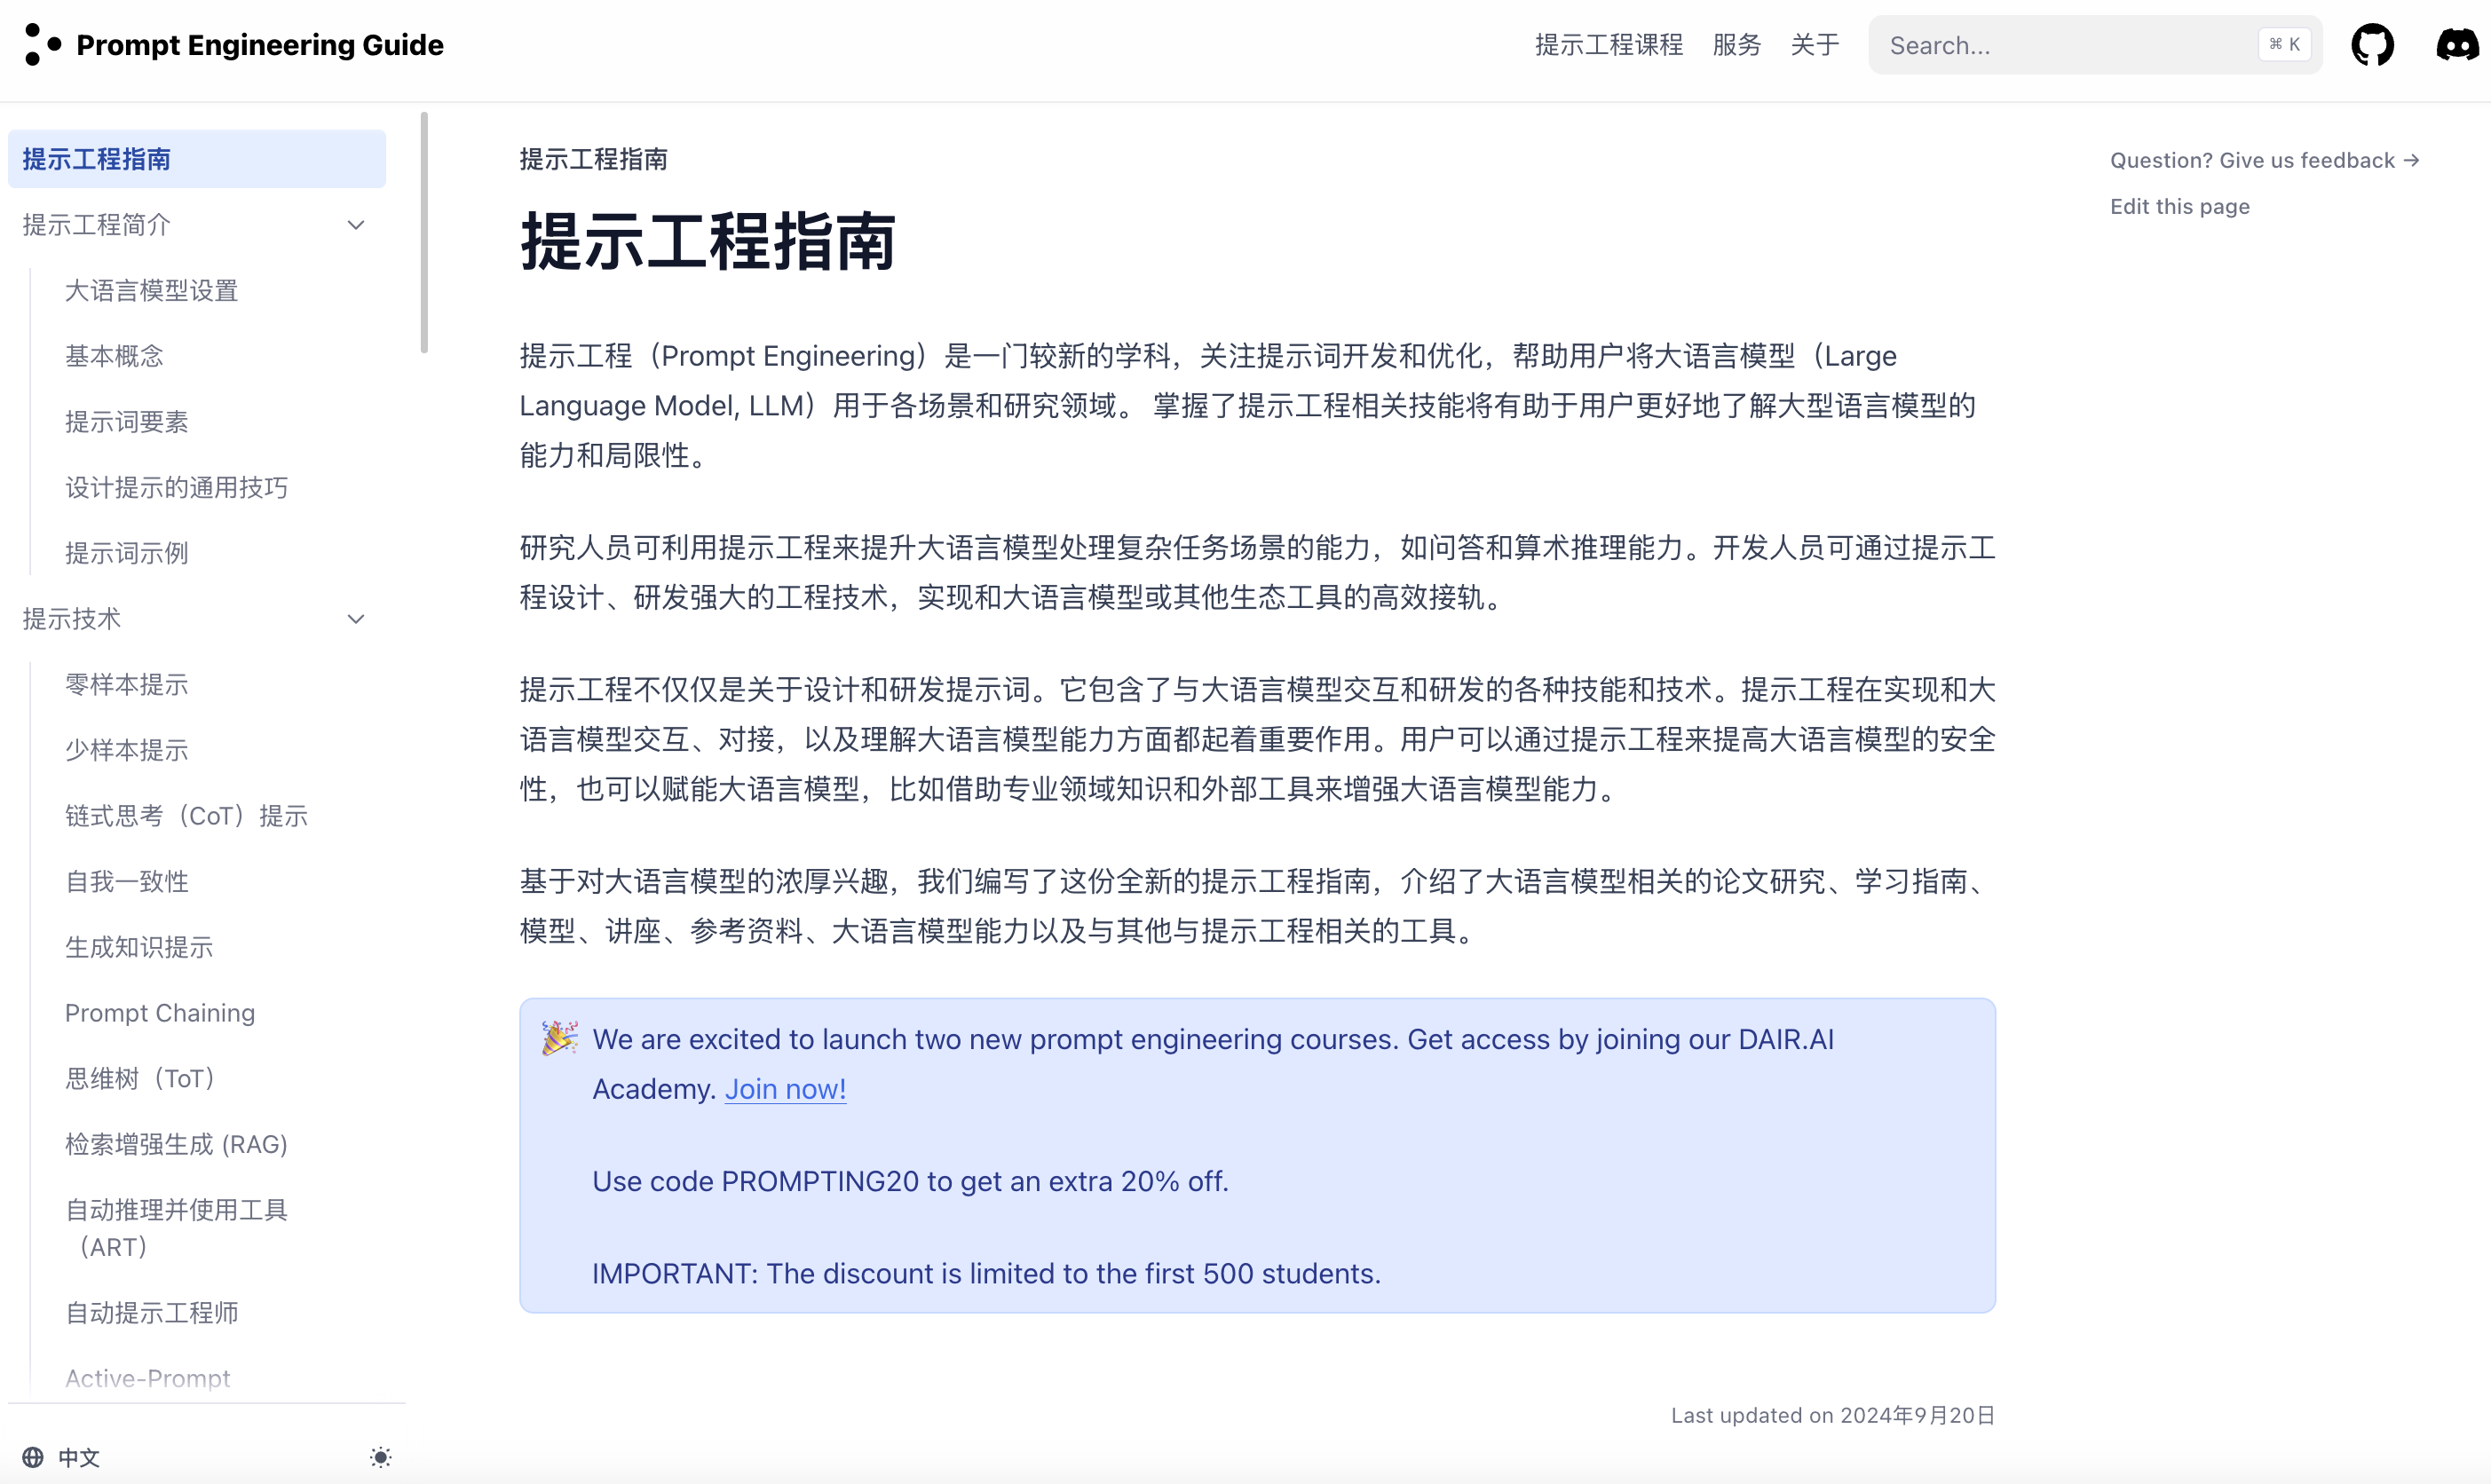 Prompt Engineering Guide
提示工程课程 服务 关于 Search... ⌘ K
提示工程指南
提示工程简介
大语言模型设置
基本概念
提示词要素
设计提示的通用技巧
提示词示例
提示技术
零样本提示
少样本提示
链式思考（CoT）提示
自我一致性
生成知识提示
Prompt Chaining
思维树（ToT）
检索增强生成 (RAG)
自动推理并使用工具
（ART）
自动提示工程师
Active-Prompt
中文
提示工程指南
提示工程指南
提示工程（Prompt Engineering）是一门较新的学科，关注提示词开发和优化，帮助用户将大语言模型（Large
Language Model, LLM）用于各场景和研究领域。 掌握了提示工程相关技能将有助于用户更好地了解大型语言模型的
能力和局限性。
研究人员可利用提示工程来提升大语言模型处理复杂任务场景的能力，如问答和算术推理能力。开发人员可通过提示工
程设计、研发强大的工程技术，实现和大语言模型或其他生态工具的高效接轨。
提示工程不仅仅是关于设计和研发提示词。它包含了与大语言模型交互和研发的各种技能和技术。提示工程在实现和大
语言模型交互、对接，以及理解大语言模型能力方面都起着重要作用。用户可以通过提示工程来提高大语言模型的安全
性，也可以赋能大语言模型，比如借助专业领域知识和外部工具来增强大语言模型能力。
基于对大语言模型的浓厚兴趣，我们编写了这份全新的提示工程指南，介绍了大语言模型相关的论文研究、学习指南、
模型、讲座、参考资料、大语言模型能力以及与其他与提示工程相关的工具。
We are excited to launch two new prompt engineering courses. Get access by joining our DAIR.AI
Academy. Join now!
Use code PROMPTING20 to get an extra 20% off.
IMPORTANT: The discount is limited to the first 500 students.
Last updated on 2024年9月20日
Question? Give us feedback →
Edit this page